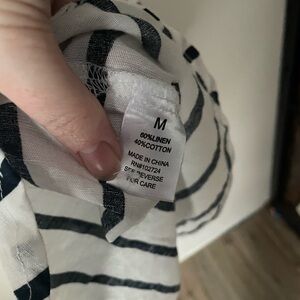 M
60%LINEN
40%COTTON
MADE IN CHINA
RN#102724
SEE REVERSE
FOR CARE